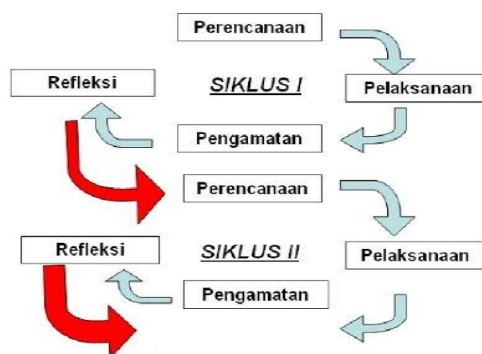 Perencanaan
Refleksi
SIKLUS I
Pelaksanaan
Pengamatan
Perencanaan
Refleksi
SIKLUS II
Pelaksanaan
Pengamatan